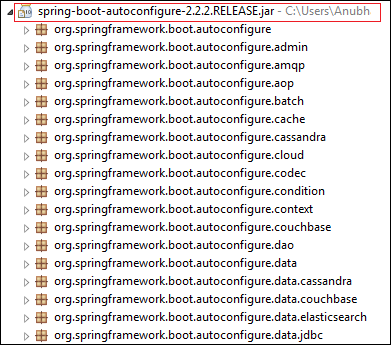 spring-boot-autoconfigure-2.2.2.RELEASE.jar - C:\Users\Anubh
org.springframework.boot.autoconfigure
org.springframework.boot.autoconfigure.admin
org.springframework.boot.autoconfigure.amqp
org.springframework.boot.autoconfigure.aop
org.springframework.boot.autoconfigure.batch
org.springframework.boot.autoconfigure.cache
org.springframework.boot.autoconfigure.cassandra
org.springframework.boot.autoconfigure.cloud
org.springframework.boot.autoconfigure.codec
org.springframework.boot.autoconfigure.condition
org.springframework.boot.autoconfigure.context
org.springframework.boot.autoconfigure.couchbase
org.springframework.boot.autoconfigure.dao
org.springframework.boot.autoconfigure.data
org.springframework.boot.autoconfigure.data.cassandra
org.springframework.boot.autoconfigure.data.couchbase
org.springframework.boot.autoconfigure.data.elasticsearch
org.springframework.boot.autoconfigure.data.jdbc